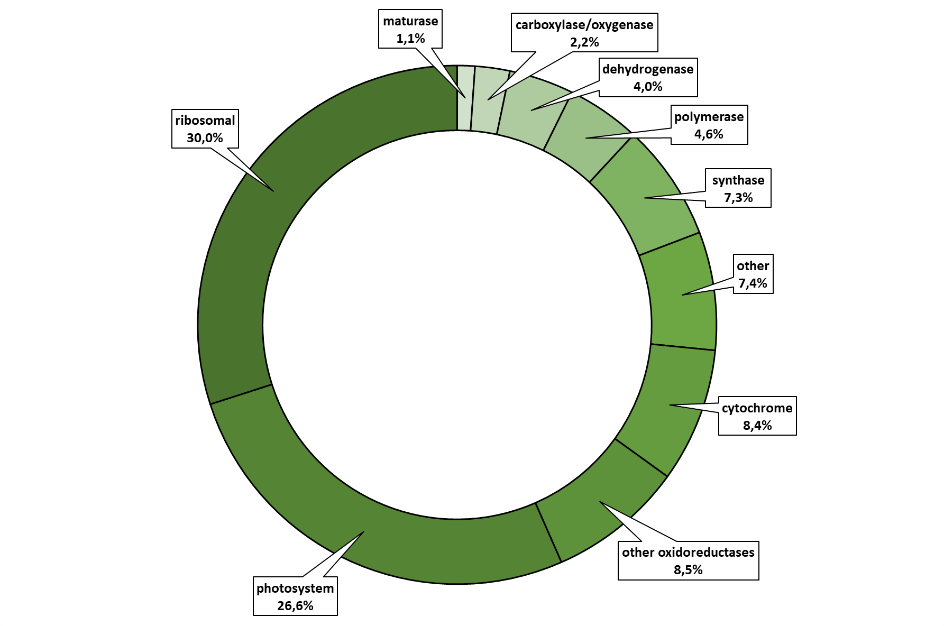 maturase
1,1%
carboxylase/oxygenase
2,2%
dehydrogenase
4,0%
polymerase
4,6%
synthase
7,3%
other
7,4%
cytochrome
8,4%
other oxidoreductases
8,5%
photosystem
26,6%
ribosomal
30,0%